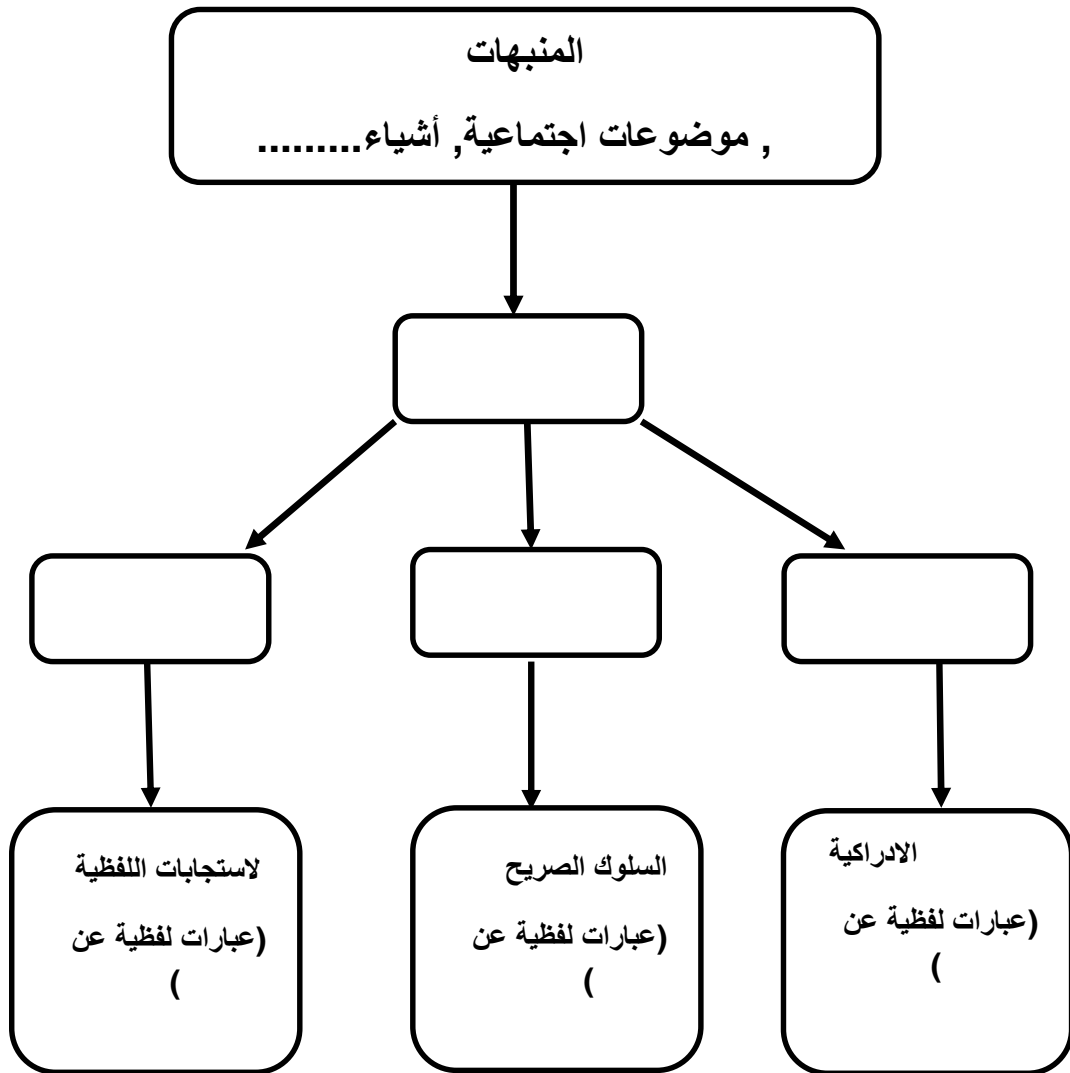 المنبهات
, موضوعات اجتماعية, أشياء.........
الادراكية
(عبارات لفظية عن
)
السلوك الصريح
(عبارات لفظية عن
)
لاستجابات اللفظية
(عبارات لفظية عن
)